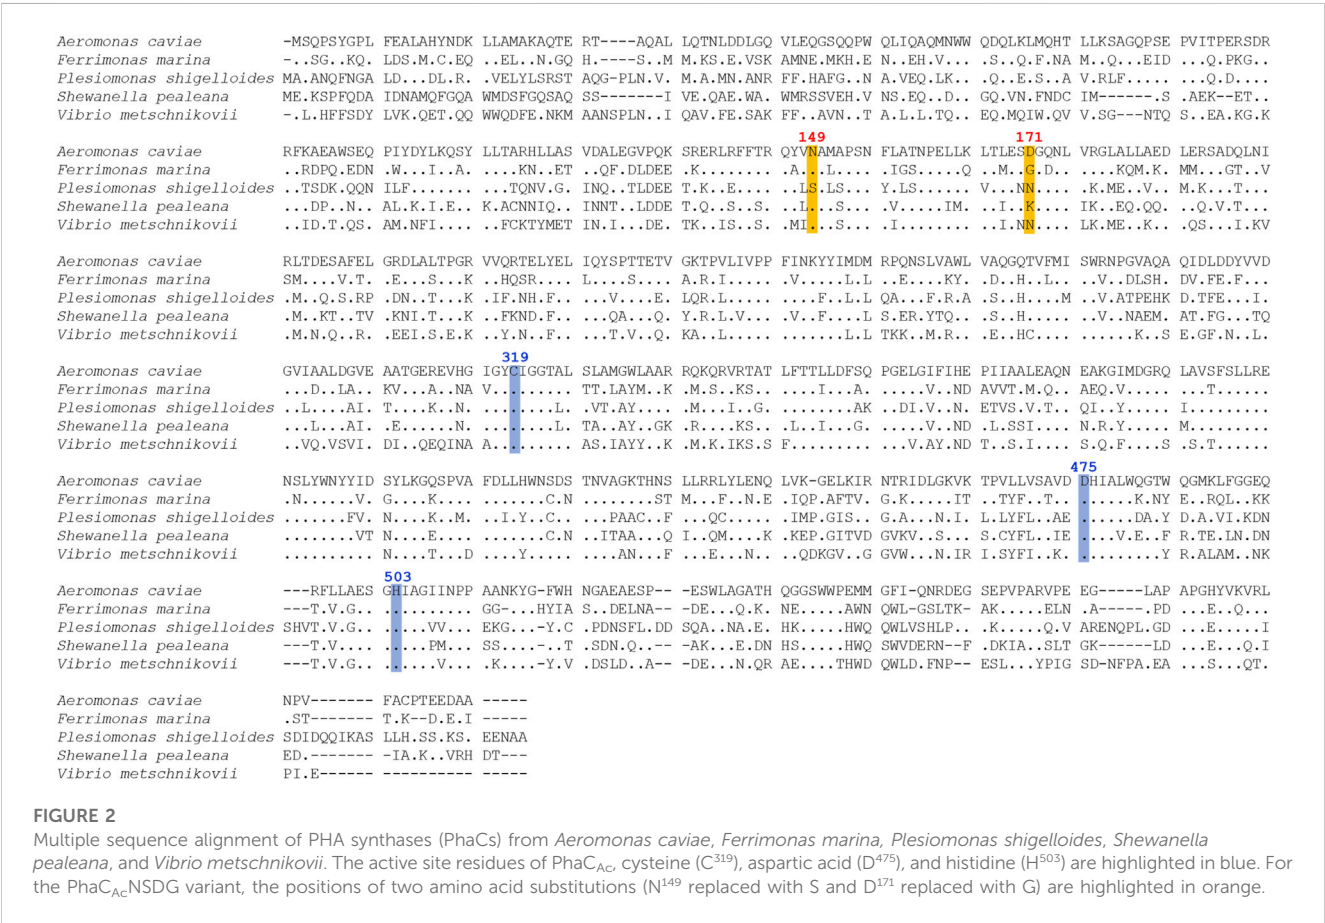 Aeromonas caviae -MSQPSYGPL FEALAHYNDK LLAMAKAQTE RT----AQAL LQTNLDDLGQ VLEQGSQQPW QLIQAQMNWW QDQLKLMQHT LLKSAGQPSE PVITPERSDR
Ferrimonas marina -..SG..KQ. .LDS.M.C.EQ ..EL..N.GQ H.----S..M M.KS.E.VSK AMNE.MKH.E N..EH.V... .S..Q.F.NA M..Q...EID ...Q.PKG..
Plesiomonas shigelloides MA.ANQFNGA LD...DL.R. .VELYLSRST AQG-PLN.V. M.A.MN.ANR FF.HAFG..N A.VEQ.LK.. .Q..E.S..A V.RLF..... ...Q.D....
Shewanella pealeana ME.KSPFQDA IDNAMQFGQA WMDSFGQSAQ SS------I VE.QAE.WA. WMRSSVEH.V NS.EQ..D.. GQ.VN.FNDC IM------.S .AEK--ET..
Vibrio metschnikovii -.L.HFFSDY LVK.QET.QQ WWQDFE.NKM AANSPLN..I QAV.FE.SAK FF..AVN..T A.L.L.TQ.. EQ.MQIW.QV V.SG---NTQ S..EA.KG.K
149 171
Aeromonas caviae RFKAEAWSEQ PIYDYLKQSY LLTARHLLAS VDALEGVPQK SRERLRFFTR QYVNAMAPSN FLATNPELLK LTLESDGQNL VRGLALLAED LERSADQLNI
Ferrimonas marina ...RDPQ.EDN .W...I..A. ....KN..ET ..QF.DLDEE .K........ .A...L.... ...IGS...Q ..M..G.D.. ....KQM.K. MM...GT..V
Plesiomonas shigelloides ...TSDK.QQN ILF....... ...TQNV.G. INQ..TLDEE T.K..E.... ..LS.LS... Y.LS...... V...NN.... .K.ME..V.. M.K...T...
Shewanella pealeana ...DP..N.. AL.K.I.E.. K.ACNNIQ.. INNT..LDDE T.Q..S..S. ..L...S... ..V....IM. ..I..K.... IK..EQ.QQ. ..Q.V.T...
Vibrio metschnikovii ...ID.T.QS. AM.NFI.... .FCKTYMET IN.I...DE. TK..IS..S. ..MI...S.. .I........ ..I.NN.... LK.ME..K.. ..QS...I.KV
Aeromonas caviae RLTDESAFEL GRDLALTPGR VVQRTELYEL IQYSPTTETV GKTPVLIVPP FINKYYIMDM RPQNSLVAWL VAQGQTVFMI SWRNPGVAQA QIDLDDYVVD
Ferrimonas marina SM....V.T. .E...S...K ..HQSR.... L....S...A A.R.I..... .V.....L.L ..E....KY. .D..H..L.. ..V..DLSH. DV.FE.F...
Plesiomonas shigelloides .M..Q.S.RP .DN..T...K .IF.NH.F.. ...V....E. LQR.L..... .....F..L.L QA...F.R.A .S..H....M ..V.ATPEHK D.TFE...I.
Shewanella pealeana .M..KT..TV .KNI.T...K ..FKND.F.. ...QA...Q. Y.R.L.V... ..V..F....L S.ER.YTQ.. .S..H..... ..V..NAEM. AT.FG...TQ
Vibrio metschnikovii .M.N.Q..R. .EEI.S.E.K ..Y.N..F.. ..T.V..Q. KA..L..... ........L.L TKK..M.R.. ..E..HC... .....K..S E.GF.N..L.
319
Aeromonas caviae GVIAALDGVE AATGEREVHG IGYCIGGTAL SLAMGWLAAR RQKQRVRTAT LFTTLLDFSQ PGELGIFIHE PIIAALEAQN EAKGIMDGRQ LAVSFSLLRE
Ferrimonas marina ...D..LA.. KV...A..NA V......... TT.LAYM..K .M.S..KS.. ...I..A... .....V..ND AVVT.M.Q.. AEQ.V..... T.........
Plesiomonas shigelloides ...L....AI. T....K..N. ........L. .VT.AY.... .M...I..G. .......AK ..DI.V..N. ETVS.V.T.. QI..Y..... I.........
Shewanella pealeana ...L...AI. .E......N. ........L. TA..AY..GK .R....KS.. .L..I...G. .....V..ND ..L.SSI... N.R.Y..... M.........
Vibrio metschnikovii ...VQ.VSVI. DI..QEQINA A......... AS.IAYY..K .M.K.IKS.S F......... ...V.AY.ND T...S.I... S.Q.F....S .S.T......
475
Aeromonas caviae NSLYWNYYID SYLKGQSPVA FDLLHWNSDS TNVAGKTHNS LLRRLYLENQ LVK-GELKIR NTRIDLGKVK TPVLLVSAVD DHIALWQGTW QGMKLFGGEQ
Ferrimonas marina .N.....V. G....K.... ......C.N ........ST M...F..N.E .IQP.AFTV. G.K.....IT ..TYF..T.. ......K.NY E..RQL..KK
Plesiomonas shigelloides .......FV. N....K..M. ...I.Y..C. ...PAAC..F ...QC..... .IMP.GIS.. G.A...N.I. L.LYFL..AE ......DA.Y D.A.VI.KDN
Shewanella pealeana .......VT N....E.... ......C.N ..ITAA...Q I..QM....K .KEP.GITVD GVKV..S... S.SCYFL..IE ....V.E..F R.TE.LN.DN
Vibrio metschnikovii .......... N....T...D ....Y..... ....AN...F ...E...N.. .QDKGV..G GVW...N.IR I.SYFI..K. .........Y R.ALAM..NK
503
Aeromonas caviae ---RFLLAES GHIAGIINPP AANKYG-FWH NGAEAESP-- -ESWLAGATH QGGSWWPEMM GFI-QNRDEG SEPVPARVPE EG-----LAP APGHYVKVRL
Ferrimonas marina ---T.V.G.. .......... GG---HYIAS ..DELNA-- -DE...Q.K. NE.....AWN QWL-GSLTK- AK.....ELN .A-----.PD ...E..Q...
Plesiomonas shigelloides SHVT.V.G.. .....VV... EKG...-Y.C .PDNSFL.DD SQA..NA.E. HK.....HWQ QWLVSHLP.. .K.....Q.V ARENQPL.GD ...E.....I
Shewanella pealeana ---T.V.... .....PM... SS....-..T .SDN.Q..-- -AK...E.DN HS.....HWQ SWVDERN--F .DKIA..SLT GK-----.LD ...E...Q.I
Vibrio metschnikovii ---T.V.G.. .....V.... .K...-Y.V .DSLD..A-- -DE...N.QR AE....THWD QWLD.FNP-- ESL...YPIG SD-NFPA.EA ...S...QT.
Aeromonas caviae NPV------- FACPTEEDAA -----
Ferrimonas marina .ST------- T.K--D.E.I -----
Plesiomonas shigelloides SDIDQQIKAS LLH.SS.KS. EENAA
Shewanella pealeana ED.------- -IA.K..VRH DT---
Vibrio metschnikovii PI.E------ ---------- -----
FIGURE 2
Multiple sequence alignment of PHA synthases (PhaCs) from Aeromonas caviae, Ferrimonas marina, Plesiomonas shigelloides, Shewanella
pealeana, and Vibrio metschnikovii. The active site residues of PhaCAc, cysteine (C319), aspartic acid (D475), and histidine (H503) are highlighted in blue. For
the PhaCAcNSDG variant, the positions of two amino acid substitutions (N149 replaced with S and D171 replaced with G) are highlighted in orange.